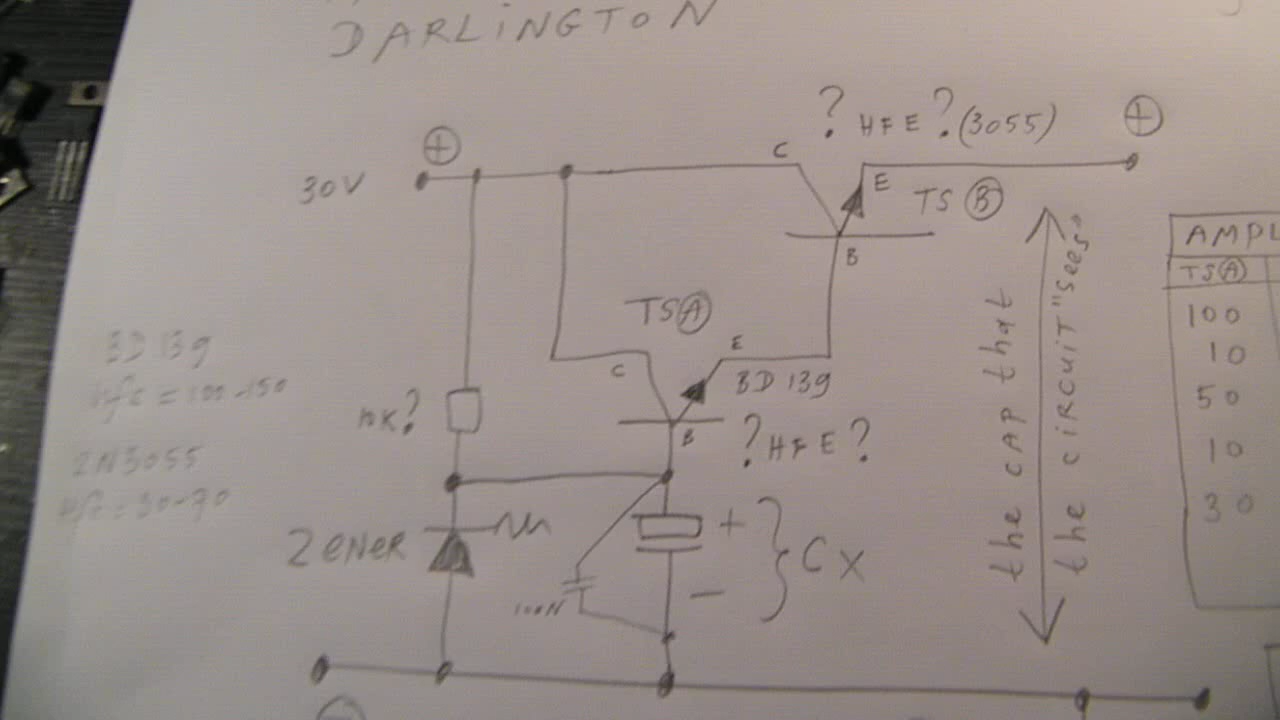 DARLINGTON
? HFE? (3055)
+
+
30V
C
E
TS B
B
TS A
C
E
BD 139
B
? HFE ?
nK?
ZENER
100N
+
-
CX
the CAP that
the CIRCUIT "sees"
BD 139
hfe = 100-150
2N3055
Hfe = 30-70
AMPL
TS A
100
10
50
10
30